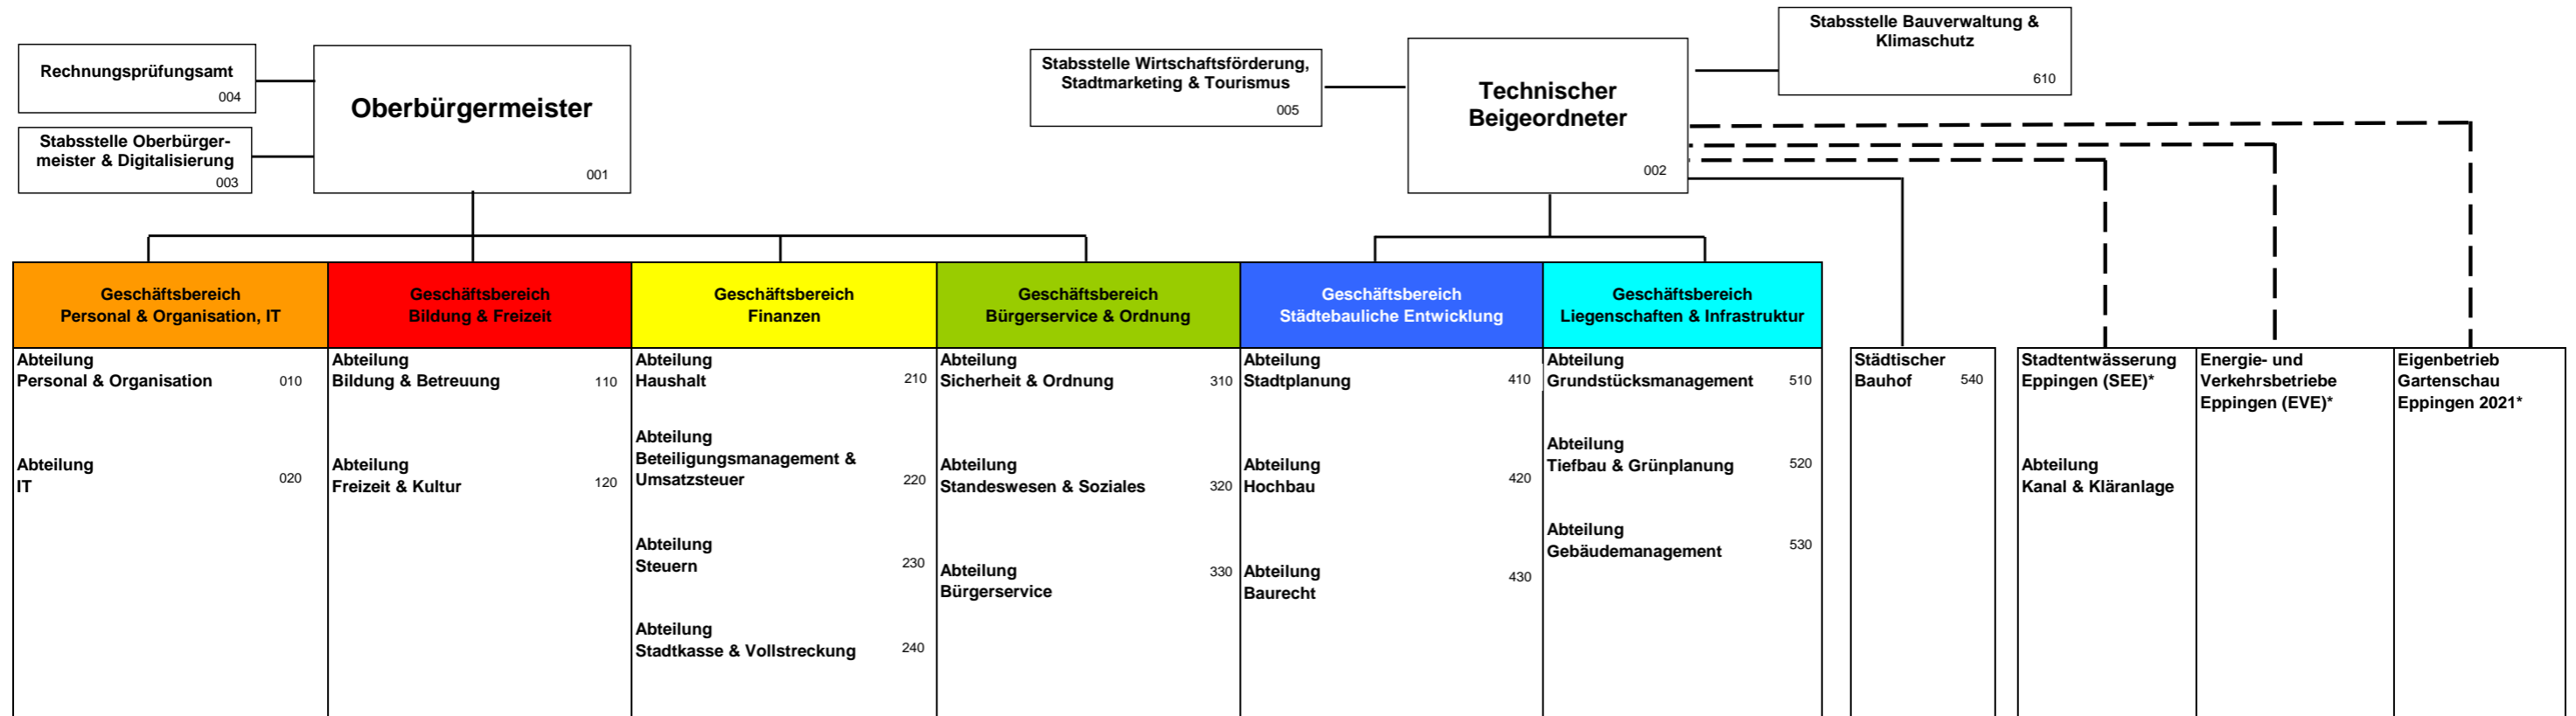 Rechnungsprüfungsamt
004
Stabsstelle Oberbürger-
meister & Digitalisierung
003
Oberbürgermeister
001
Stabsstelle Wirtschaftsförderung,
Stadtmarketing & Tourismus
005
Technischer
Beigeordneter
002
Stabsstelle Bauverwaltung &
Klimaschutz
610
Geschäftsbereich
Personal & Organisation, IT
Abteilung
Personal & Organisation 010
Abteilung
IT 020
Geschäftsbereich
Bildung & Freizeit
Abteilung
Bildung & Betreuung 110
Abteilung
Freizeit & Kultur 120
Geschäftsbereich
Finanzen
Abteilung
Haushalt 210
Abteilung
Beteiligungsmanagement &
Umsatzsteuer 220
Abteilung
Steuern 230
Abteilung
Stadtkasse & Vollstreckung 240
Geschäftsbereich
Bürgerservice & Ordnung
Abteilung
Sicherheit & Ordnung 310
Abteilung
Standeswesen & Soziales 320
Abteilung 330
Bürgerservice
Geschäftsbereich
Städtebauliche Entwicklung
Abteilung
Stadtplanung 410
Abteilung
Hochbau 420
Abteilung 430
Baurecht
Geschäftsbereich
Liegenschaften & Infrastruktur
Abteilung
Grundstücksmanagement 510
Abteilung
Tiefbau & Grünplanung 520
Abteilung
Gebäudemanagement 530
Städtischer
Bauhof 540
Stadtentwässerung
Eppingen (SEE)*
Abteilung
Kanal & Kläranlage
Energie- und
Verkehrsbetriebe
Eppingen (EVE)*
Eigenbetrieb
Gartenschau
Eppingen 2021*